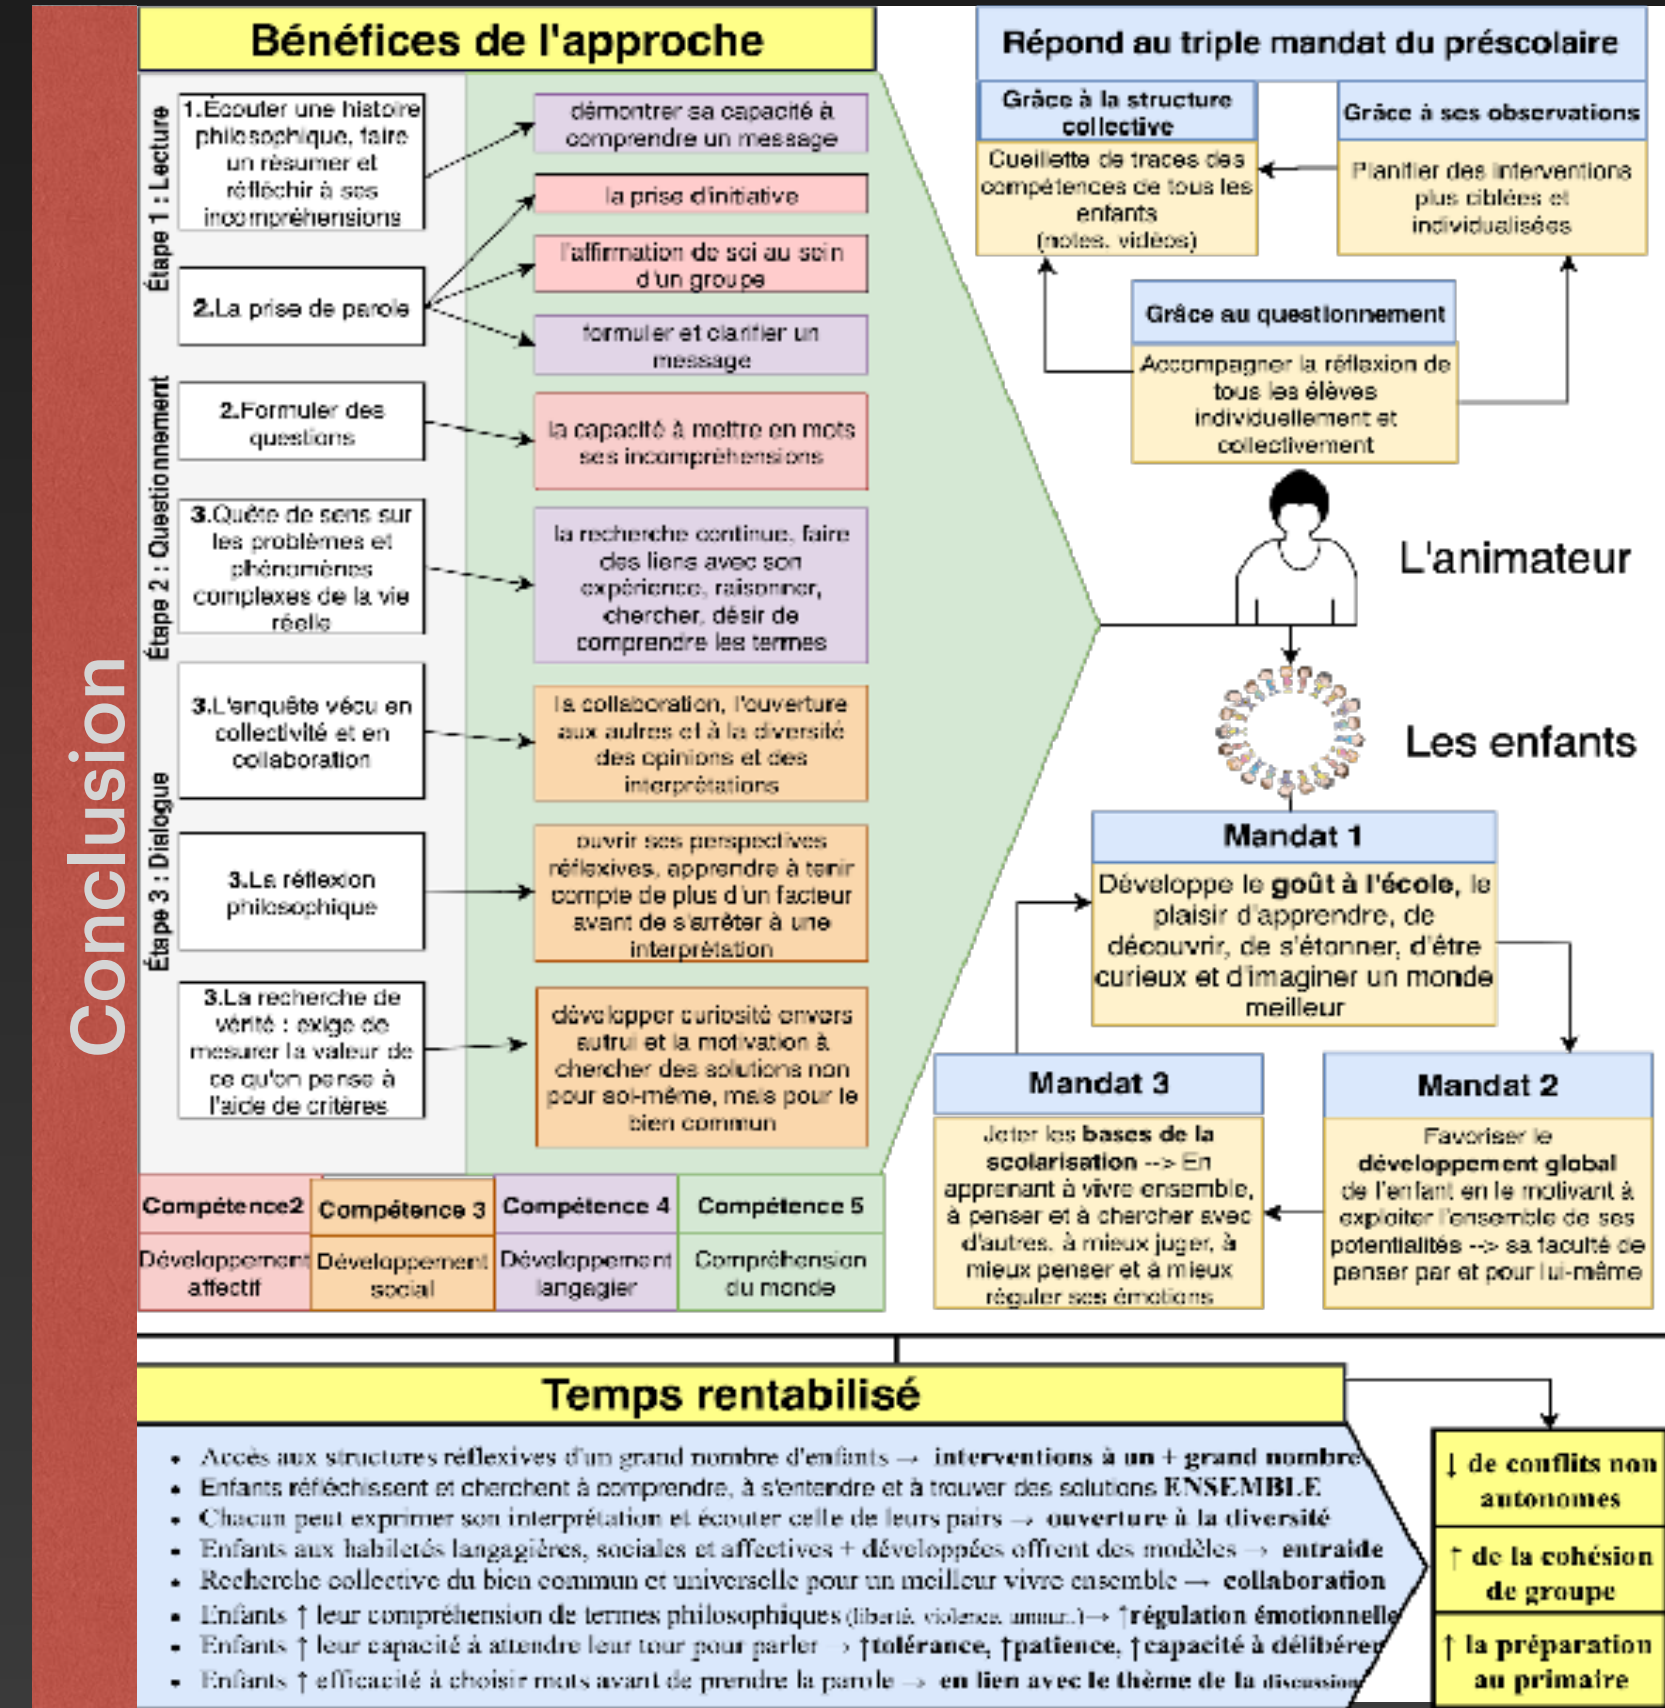 Conclusion
Bénéfices de l'approche
Étape 1 : Lecture
1.Écouter une histoire
philosophique, faire
un résumer et
réfléchir à ses
incompréhensions
démontrer sa capacité à
comprendre un message
2.La prise de parole
la prise d'initiative
l'affirmation de soi au sein
d'un groupe
formuler et clarifier un
message
Étape 2 : Questionnement
2.Formuler des
questions
la capacité à mettre en mots
ses incompréhensions
3.Quête de sens sur
les problèmes et
phénomènes
complexes de la vie
réelle
la recherche continue, faire
des liens avec son
expérience, raisonner,
chercher, désir de
comprendre les termes
Étape 3 : Dialogue
3.L'enquête vécu en
collectivité et en
collaboration
la collaboration, l'ouverture
aux autres et à la diversité
des opinions et des
interprétations
3.La réflexion
philosophique
ouvrir ses perspectives
réflexives, apprendre à tenir
compte de plus d'un facteur
avant de s'arrêter à une
interprétation
3.La recherche de
vérité : exige de
mesurer la valeur de
ce qu'on pense à
l'aide de critères
développer curiosité envers
autrui et la motivation à
chercher des solutions non
pour soi-même, mais pour le
bien commun
Compétence2
Développement
affectif
Compétence 3
Développement
social
Compétence 4
Développement
langagier
Compétence 5
Compréhension
du monde
Répond au triple mandat du préscolaire
Grâce à la structure
collective
Cueillette de traces des
compétences de tous les
enfants
(notes, vidéos)
Grâce à ses observations
Planifier des interventions
plus ciblées et
individualisées
Grâce au questionnement
Accompagner la réflexion de
tous les élèves
individuellement et
collectivement
L'animateur
Les enfants
Mandat 1
Développe le goût à l'école, le
plaisir d'apprendre, de
découvrir, de s'étonner, d'être
curieux et d'imaginer un monde
meilleur
Mandat 3
Jeter les bases de la
scolarisation --> En
apprenant à vivre ensemble,
à penser et à chercher avec
d'autres, à mieux juger, à
mieux penser et à mieux
réguler ses émotions
Mandat 2
Favoriser le
développement global
de l'enfant en le motivant à
exploiter l'ensemble de ses
potentialités --> sa faculté de
penser par et pour lui-même
Temps rentabilisé
• Accès aux structures réflexives d'un grand nombre d'enfants → interventions à un + grand nombre
• Enfants réfléchissent et cherchent à comprendre, à s'entendre et à trouver des solutions ENSEMBLE
• Chacun peut exprimer son interprétation et écouter celle de leurs pairs → ouverture à la diversité
• Enfants aux habiletés langagières, sociales et affectives + développées offrent des modèles → entraide
• Recherche collective du bien commun et universelle pour un meilleur vivre ensemble → collaboration
• Enfants ↑ leur compréhension de termes philosophiques (liberté, violence, amour..) → ↑régulation émotionnelle
• Enfants ↑ leur capacité à attendre leur tour pour parler → ↑tolérance, ↑patience, ↑capacité à délibérer
• Enfants ↑ efficacité à choisir mots avant de prendre la parole → en lien avec le thème de la discussion
↓ de conflits non
autonomes
↑ de la cohésion
de groupe
↑ la préparation
au primaire